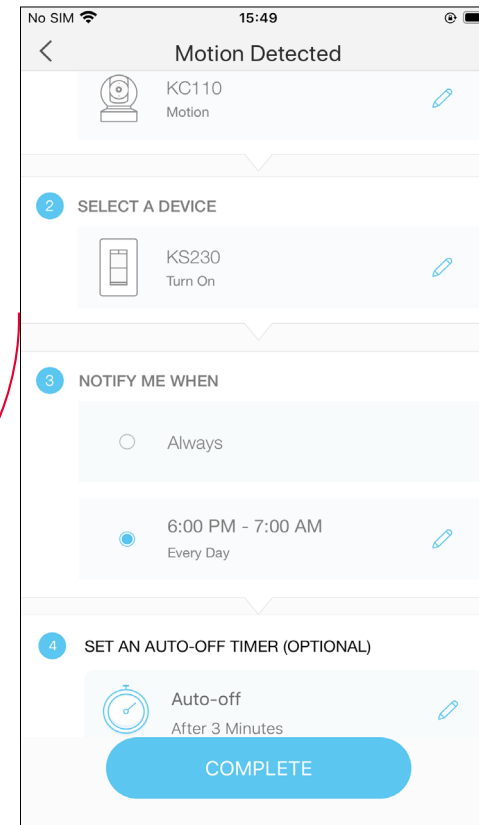 No SIM 15:49
Motion Detected
KC110
Motion
2 SELECT A DEVICE
KS230
Turn On
3 NOTIFY ME WHEN
Always
6:00 PM - 7:00 AM
Every Day
4 SET AN AUTO-OFF TIMER (OPTIONAL)
Auto-off
After 3 Minutes
COMPLETE